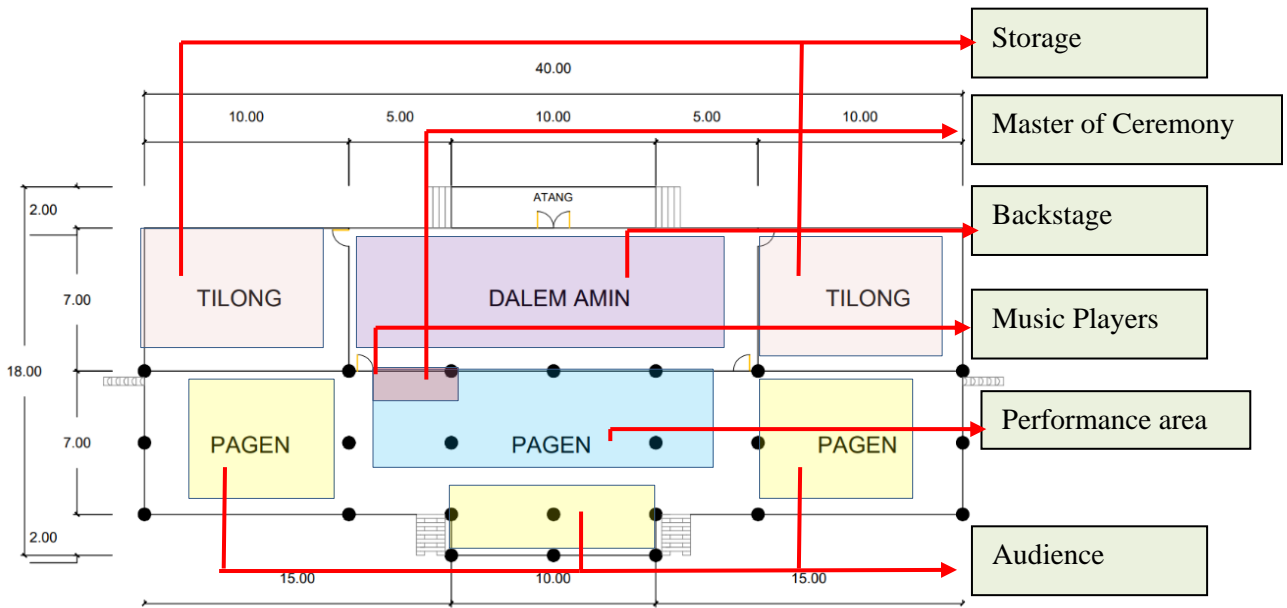 Storage
40.00
10.00 5.00 10.00 5.00 10.00
Master of Ceremony
ATANG
2.00
Backstage
TILONG DALEM AMIN TILONG
7.00
Music Players
18.00
Performance area
PAGEN PAGEN PAGEN
7.00
2.00
Audience
15.00 10.00 15.00